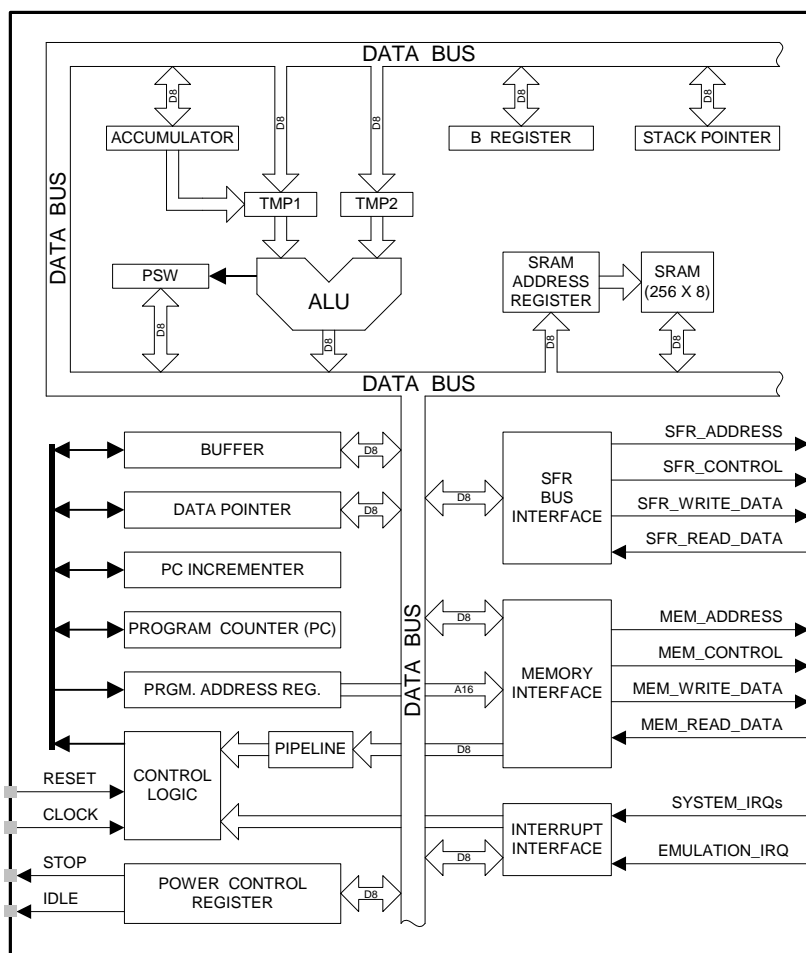 DATA BUS
D8
D8
D8
D8
D8
ACCUMULATOR
B REGISTER
STACK POINTER
DATA BUS
TMP1
TMP2
PSW
ALU
SRAM
ADDRESS
REGISTER
SRAM
(256 X 8)
D8
D8
D8
D8
DATA BUS
BUFFER
D8
DATA POINTER
D8
PC INCREMENTER
PROGRAM COUNTER (PC)
PRGM. ADDRESS REG.
A16
DATA BUS
D8
SFR
BUS
INTERFACE
SFR_ADDRESS
SFR_CONTROL
SFR_WRITE_DATA
SFR_READ_DATA
D8
MEMORY
INTERFACE
MEM_ADDRESS
MEM_CONTROL
MEM_WRITE_DATA
MEM_READ_DATA
CONTROL
LOGIC
PIPELINE
D8
RESET
CLOCK
INTERRUPT
INTERFACE
SYSTEM_IRQs
EMULATION_IRQ
D8
STOP
IDLE
POWER CONTROL
REGISTER
D8